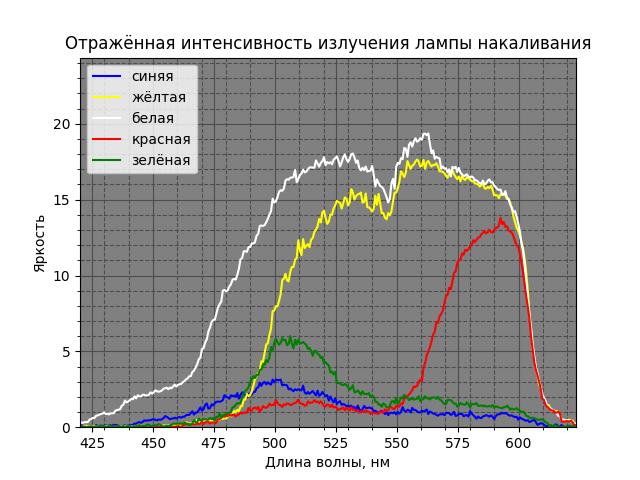 Отражённая интенсивность излучения лампы накаливания
синяя
жёлтая
белая
красная
зелёная
20
15
10
5
0
Яркость
425 450 475 500 525 550 575 600
Длина волны, нм